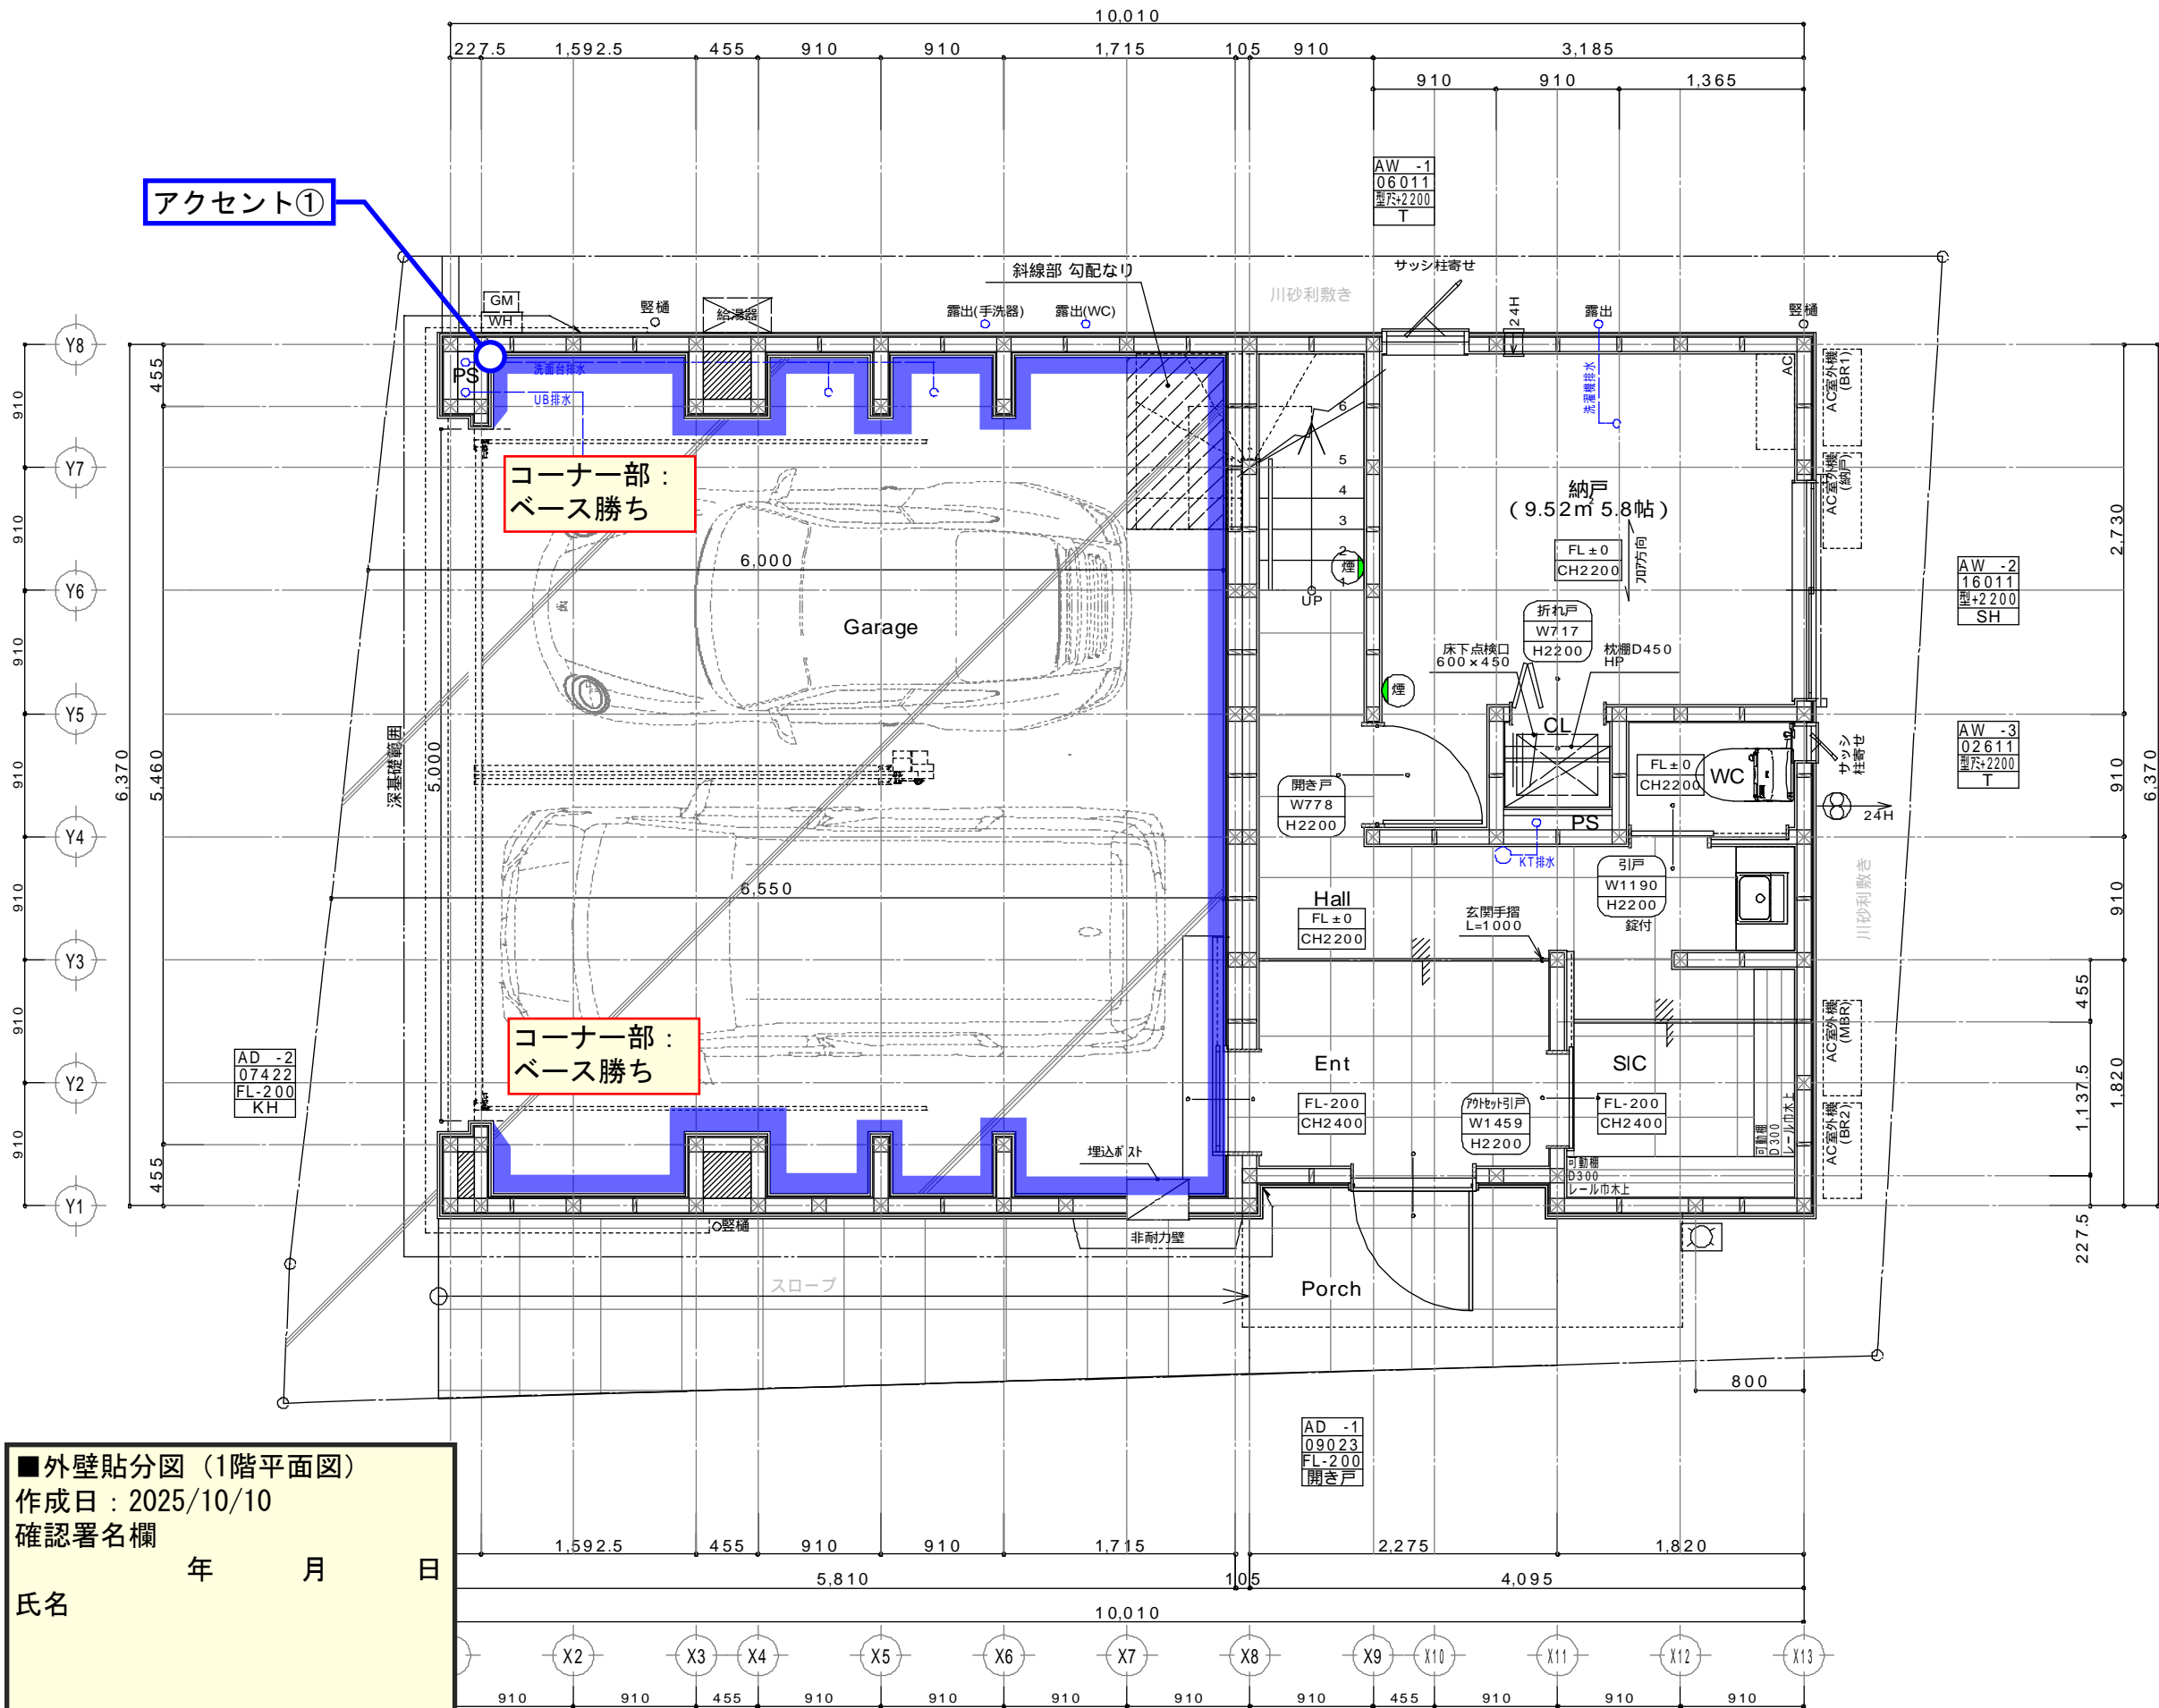 10,010
227.5 1,592.5 455 910 910 1,715 105 910 3,185
910 910 1,365
AW -1
06011
型ｱﾐ+2200
T
アクセント①
斜線部 勾配なり
サッシ柱寄せ
川砂利敷き
GM
WH
竪樋
給湯器
露出(手洗器)
露出(WC)
24H
露出
竪樋
Y8
Y7
Y6
Y5
Y4
Y3
Y2
Y1
455
910
910
910
910
910
910
910
455
6,370
5,460
5,000
深基礎範囲
PS
洗面台排水
UB排水
コーナー部：
ベース勝ち
6,000
Garage
6,550
コーナー部：
ベース勝ち
6
5
4
3
2
1
UP
煙
煙
洗濯機排水
AC
AC室外機
(BR1)
AC室外機
(納戸)
納戸
(9.52㎡ 5.8帖)
FL±0
CH2200
ﾌﾛｱ方向
折れ戸
W717
H2200
床下点検口
600×450
枕棚D450
HP
CL
FL±0
CH2200
WC
サッシ
柱寄せ
24H
開き戸
W778
H2200
PS
KT排水
引戸
W1190
H2200
錠付
Hall
FL±0
CH2200
玄関手摺
L=1000
川砂利敷き
AW -2
16011
型+2200
SH
AW -3
02611
型ｱﾐ+2200
T
2,730
910
910
455
1,137.5
1,820
227.5
6,370
AD -2
07422
FL-200
KH
Ent
FL-200
CH2400
ｱｳﾄｾｯﾄ引戸
W1459
H2200
SIC
FL-200
CH2400
可動棚
D300
レール巾木上
可動棚
D300
レール巾木上
AC室外機
(MBR)
AC室外機
(BR2)
埋込ﾎﾟｽﾄ
竪樋
非耐力壁
スロープ
Porch
800
AD -1
09023
FL-200
開き戸
■外壁貼分図（1階平面図）
作成日：2025/10/10
確認署名欄
年 月 日
氏名
1,592.5 455 910 910 1,715 2,275 1,820
5,810 105 4,095
10,010
X2 X3 X4 X5 X6 X7 X8 X9 X10 X11 X12 X13
910 910 455 910 910 910 910 910 455 910 910 910